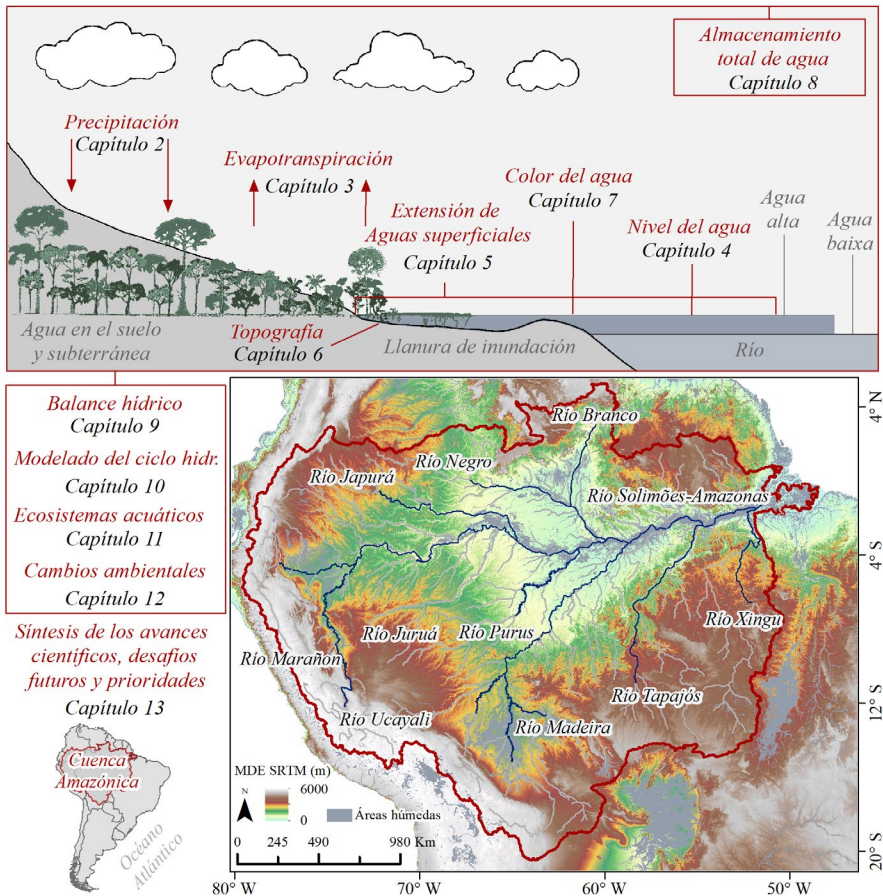 Almacenamiento
total de agua
Capítulo 8
Precipitación
Capítulo 2
Evapotranspiración
Capítulo 3
Extensión de
Aguas superficiales
Capítulo 5
Color del agua
Capítulo 7
Nivel del agua
Capítulo 4
Agua
alta
Agua
baixa
Agua en el suelo
y subterránea
Topografía
Capítulo 6
Llanura de inundación
Río
Balance hídrico
Capítulo 9
Modelado del ciclo hidr.
Capítulo 10
Ecosistemas acuáticos
Capítulo 11
Cambios ambientales
Capítulo 12
Síntesis de los avances
científicos, desafíos
futuros y prioridades
Capítulo 13
Cuenca
Amazónica
Océano
Atlántico
Río Branco
Río Negro
Río Japurá
Río Solimões-Amazonas
Río Juruá
Río Purus
Río Xingu
Río Marañon
Río Tapajós
Río Ucayali
Río Madeira
MDE SRTM (m)
N
6000
0
Áreas húmedas
0 245 490 980 Km
4° N
4° S
12° S
20° S
80° W 70° W 60° W 50° W